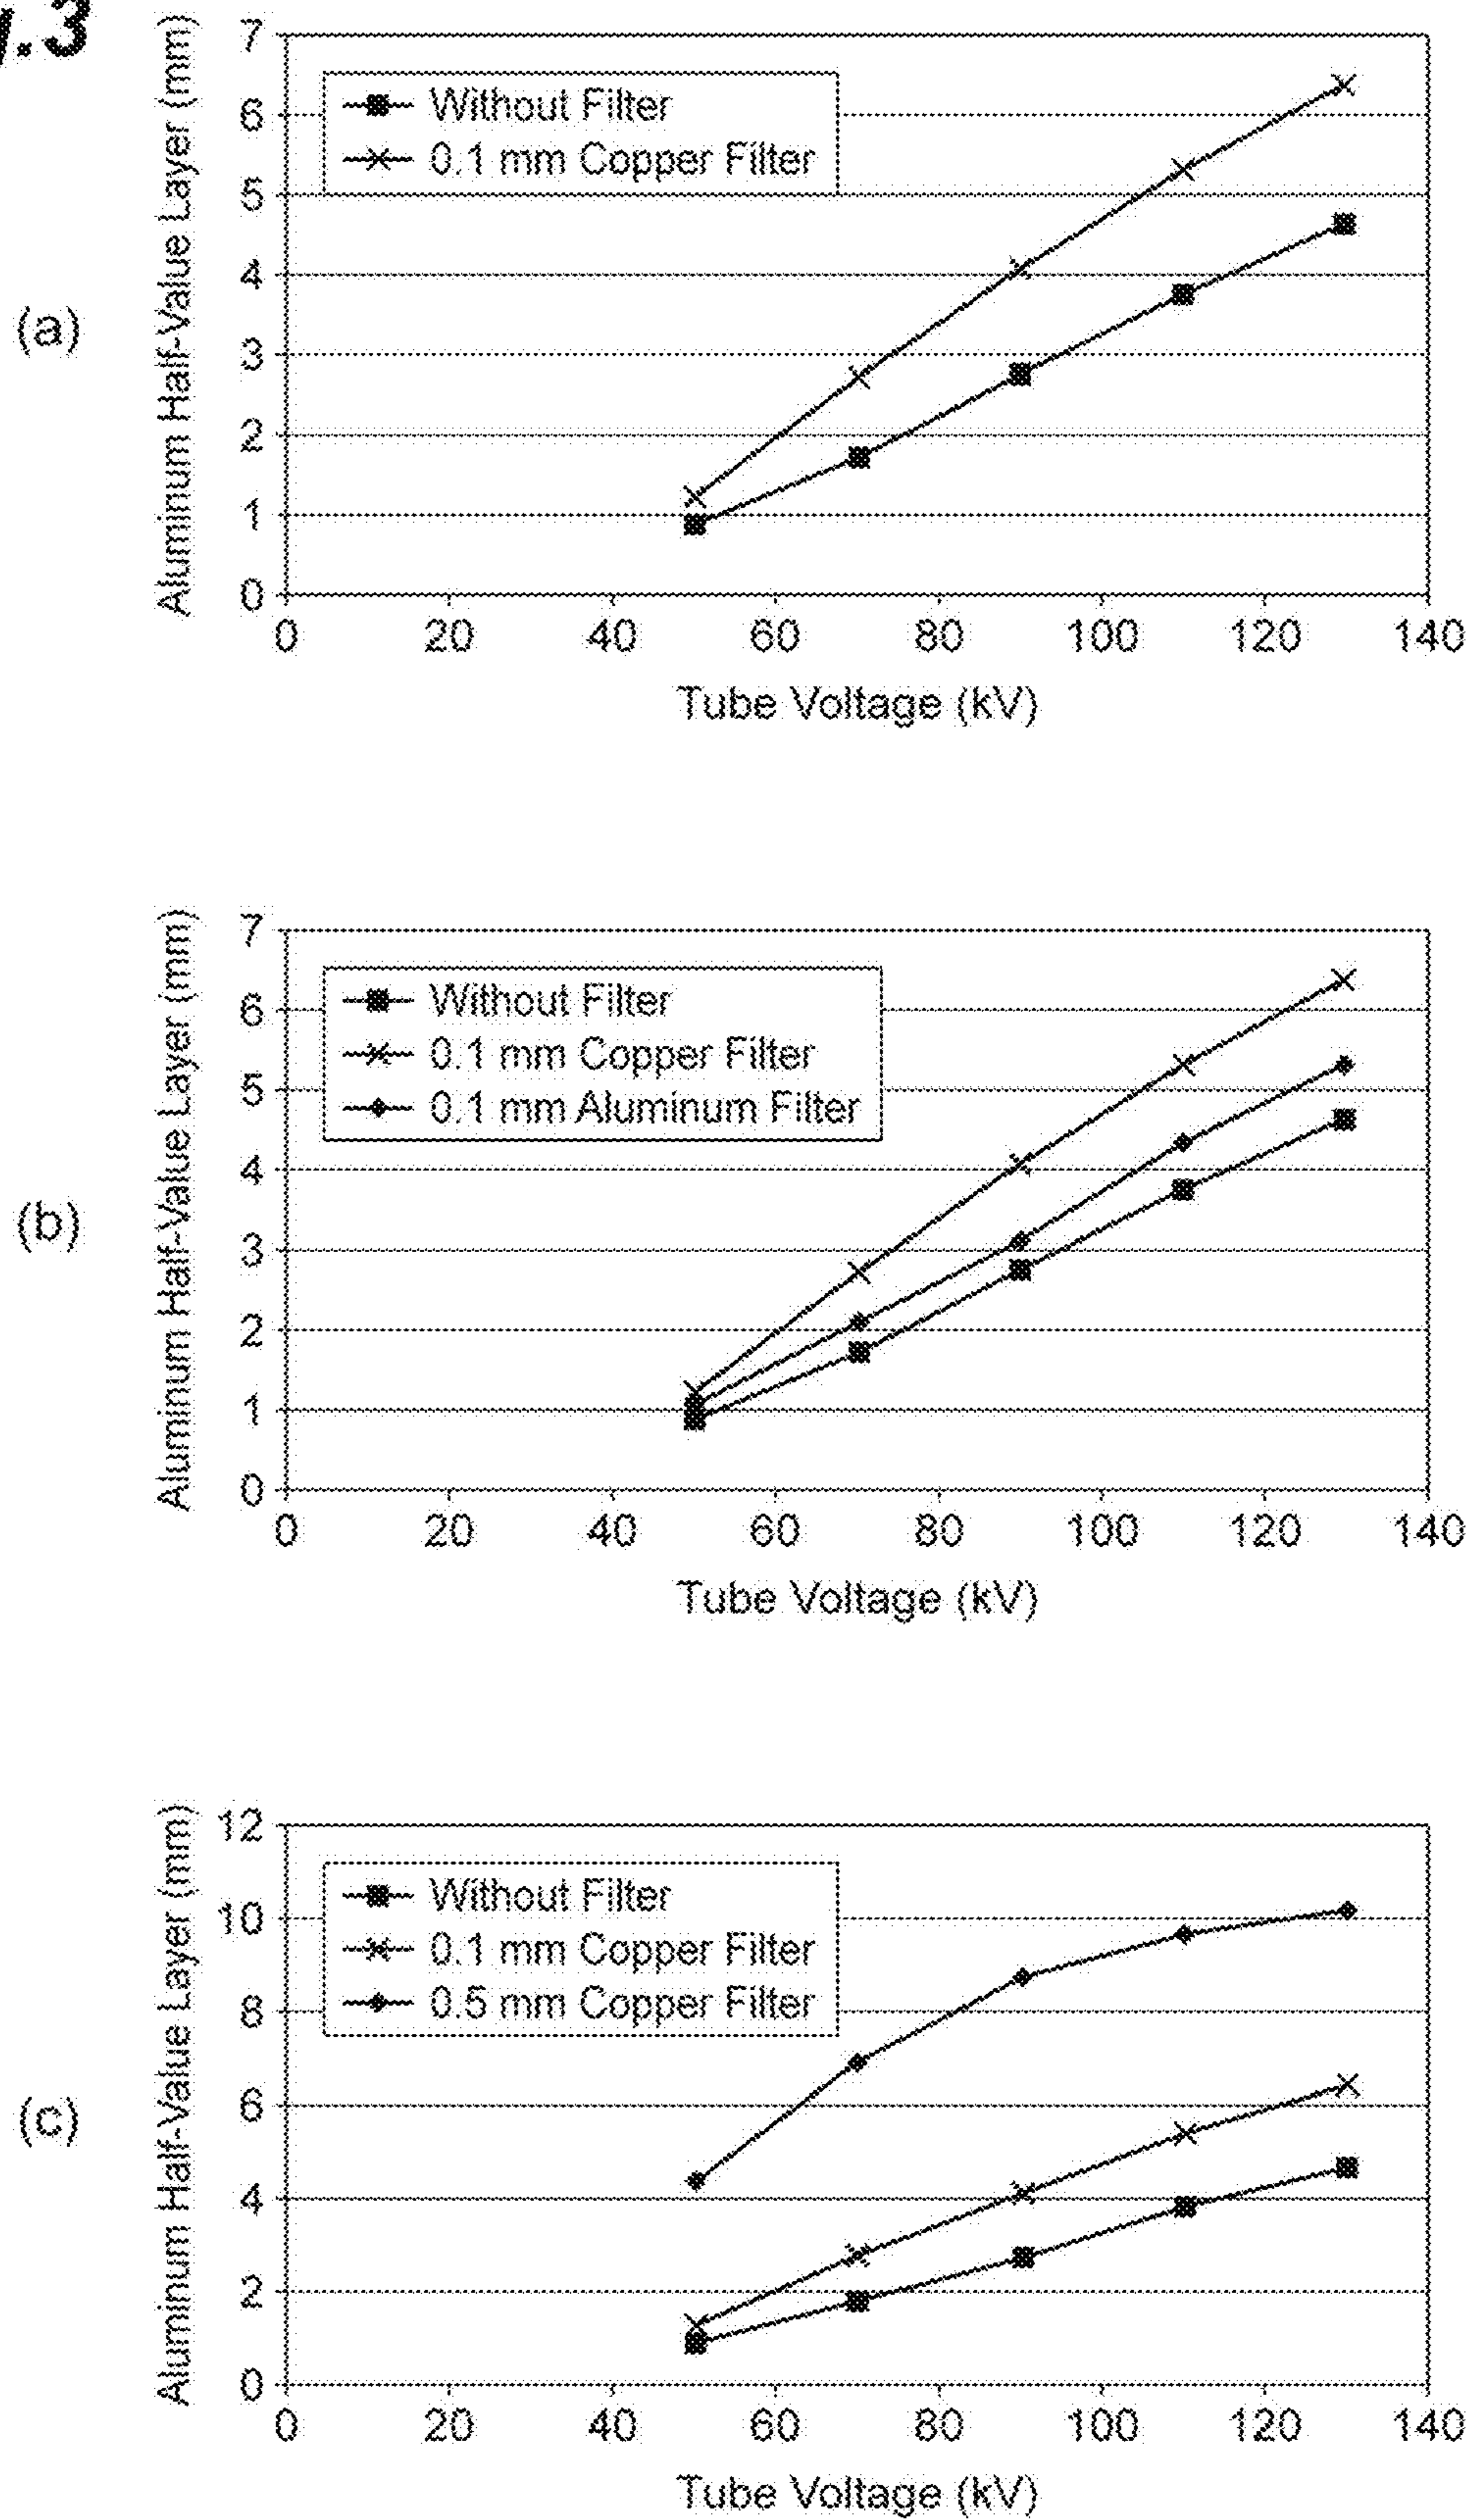 .3
(a)
Aluminum Half-Value Layer (mm)
7
6
5
4
3
2
1
0
Without Filter
0.1 mm Copper Filter
0 20 40 60 80 100 120 140
Tube Voltage (kV)
(b)
Aluminum Half-Value Layer (mm)
7
6
5
4
3
2
1
0
Without Filter
0.1 mm Copper Filter
0.1 mm Aluminum Filter
0 20 40 60 80 100 120 140
Tube Voltage (kV)
(c)
Aluminum Half-Value Layer (mm)
12
10
8
6
4
2
0
Without Filter
0.1 mm Copper Filter
0.5 mm Copper Filter
0 20 40 60 80 100 120 140
Tube Voltage (kV)